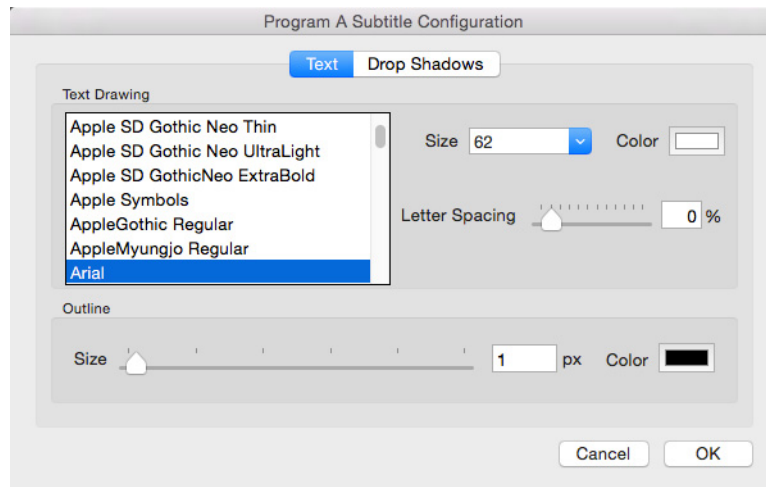 Program A Subtitle Configuration
Text Drop Shadows
Text Drawing
Apple SD Gothic Neo Thin
Apple SD Gothic Neo UltraLight
Apple SD GothicNeo ExtraBold
Apple Symbols
AppleGothic Regular
AppleMyungjo Regular
Arial
Size 62 Color
Letter Spacing 0 %
Outline
Size 1 px Color
Cancel OK